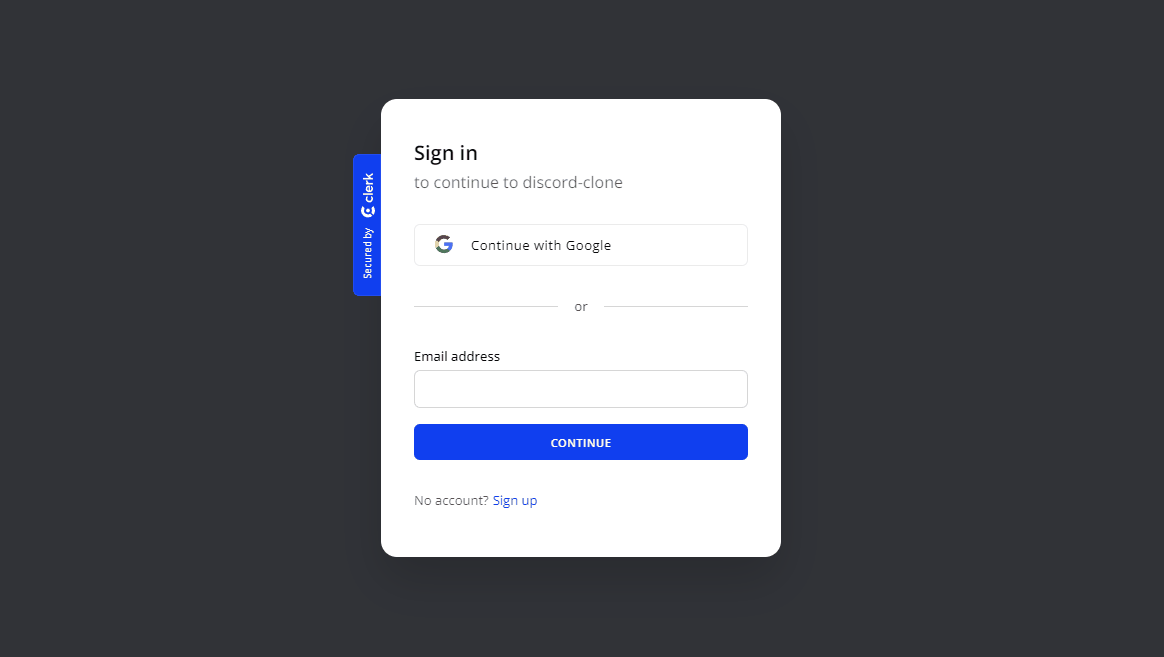 Sign in
to continue to discord-clone
Secured by clerk
Continue with Google
or
Email address
CONTINUE
No account? Sign up